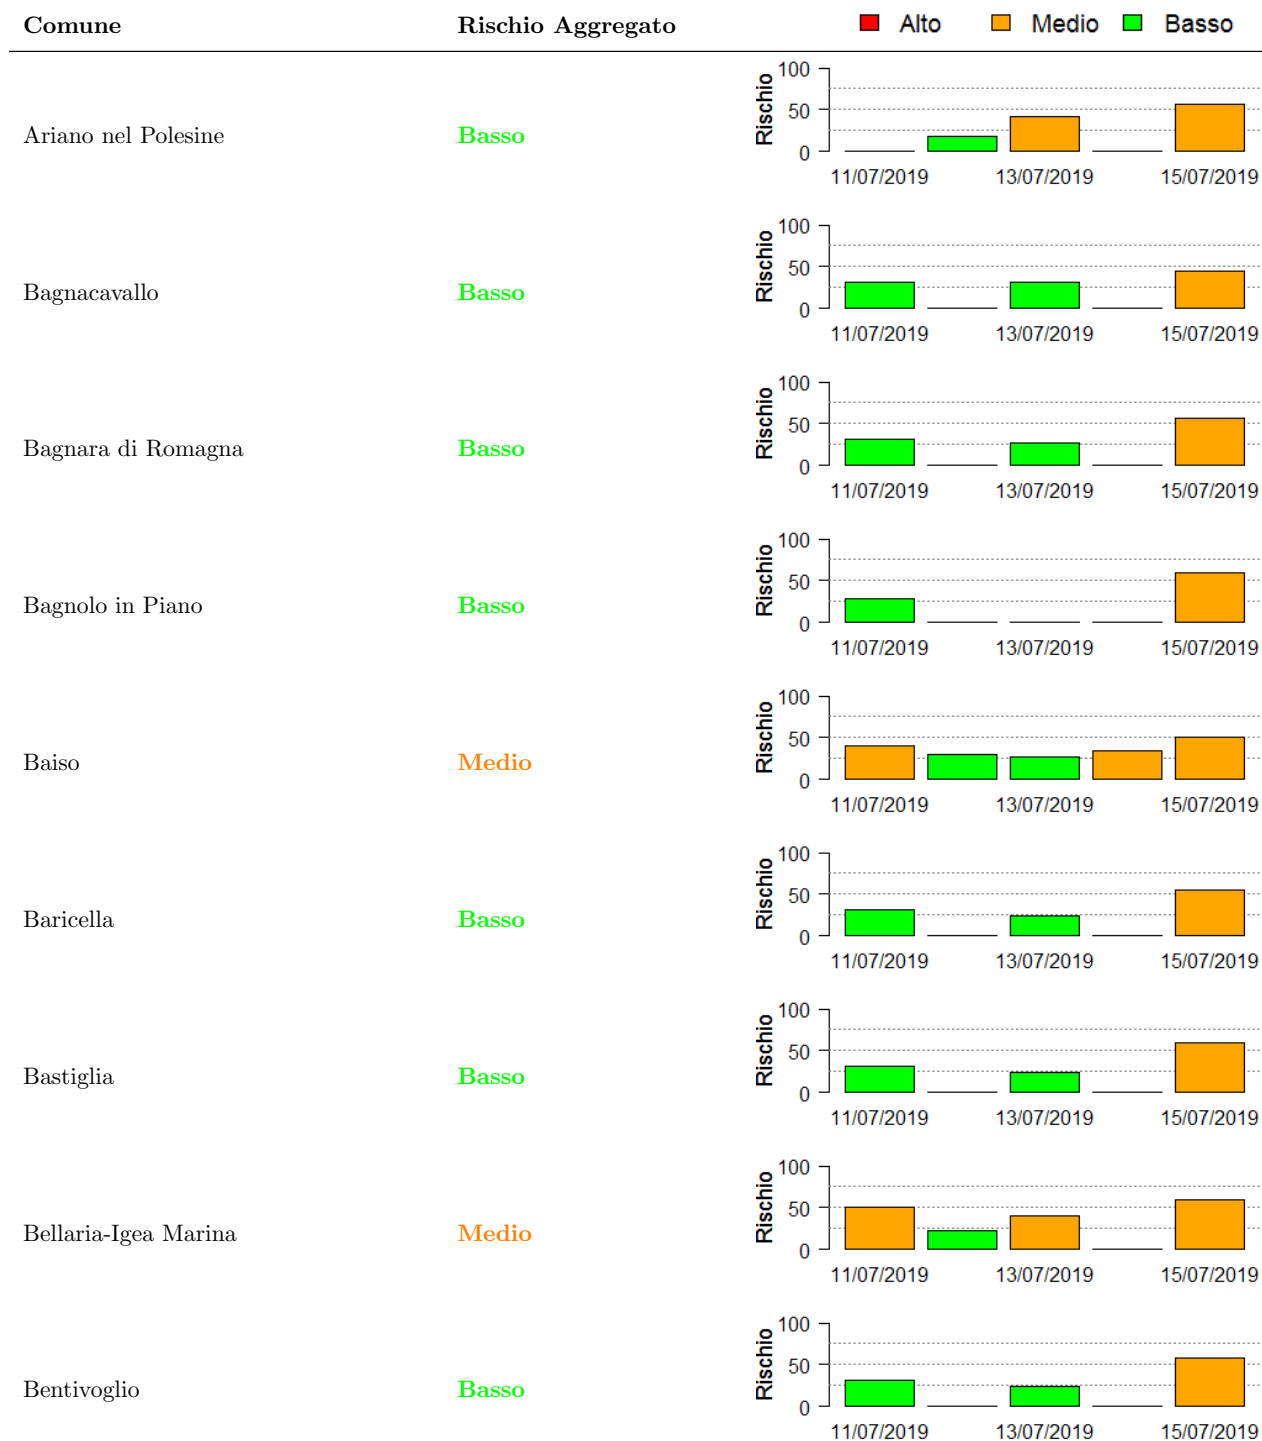 Comune Rischio Aggregato Alto Medio Basso
Ariano nel Polesine Basso Rischio 100 50 0
11/07/2019 13/07/2019 15/07/2019
Bagnacavallo Basso Rischio 100 50 0
11/07/2019 13/07/2019 15/07/2019
Bagnara di Romagna Basso Rischio 100 50 0
11/07/2019 13/07/2019 15/07/2019
Bagnolo in Piano Basso Rischio 100 50 0
11/07/2019 13/07/2019 15/07/2019
Baiso Medio Rischio 100 50 0
11/07/2019 13/07/2019 15/07/2019
Baricella Basso Rischio 100 50 0
11/07/2019 13/07/2019 15/07/2019
Bastiglia Basso Rischio 100 50 0
11/07/2019 13/07/2019 15/07/2019
Bellaria-Igea Marina Medio Rischio 100 50 0
11/07/2019 13/07/2019 15/07/2019
Bentivoglio Basso Rischio 100 50 0
11/07/2019 13/07/2019 15/07/2019